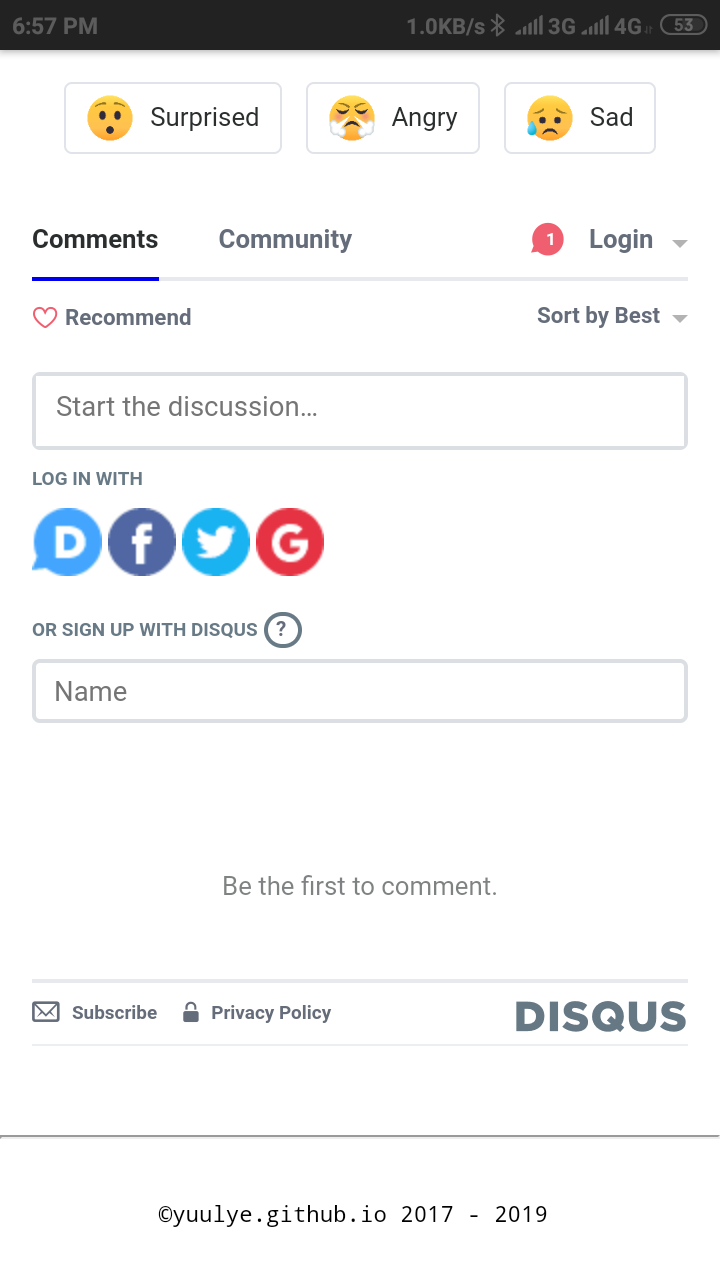 6:57 PM 1.0KB/s 3G 4G 53
Surprised Angry Sad
Comments Community 1 Login
Recommend Sort by Best
Start the discussion…
LOG IN WITH
D f G
OR SIGN UP WITH DISQUS ?
Name
Be the first to comment.
Subscribe Privacy Policy DISQUS
©yuulye.github.io 2017 - 2019